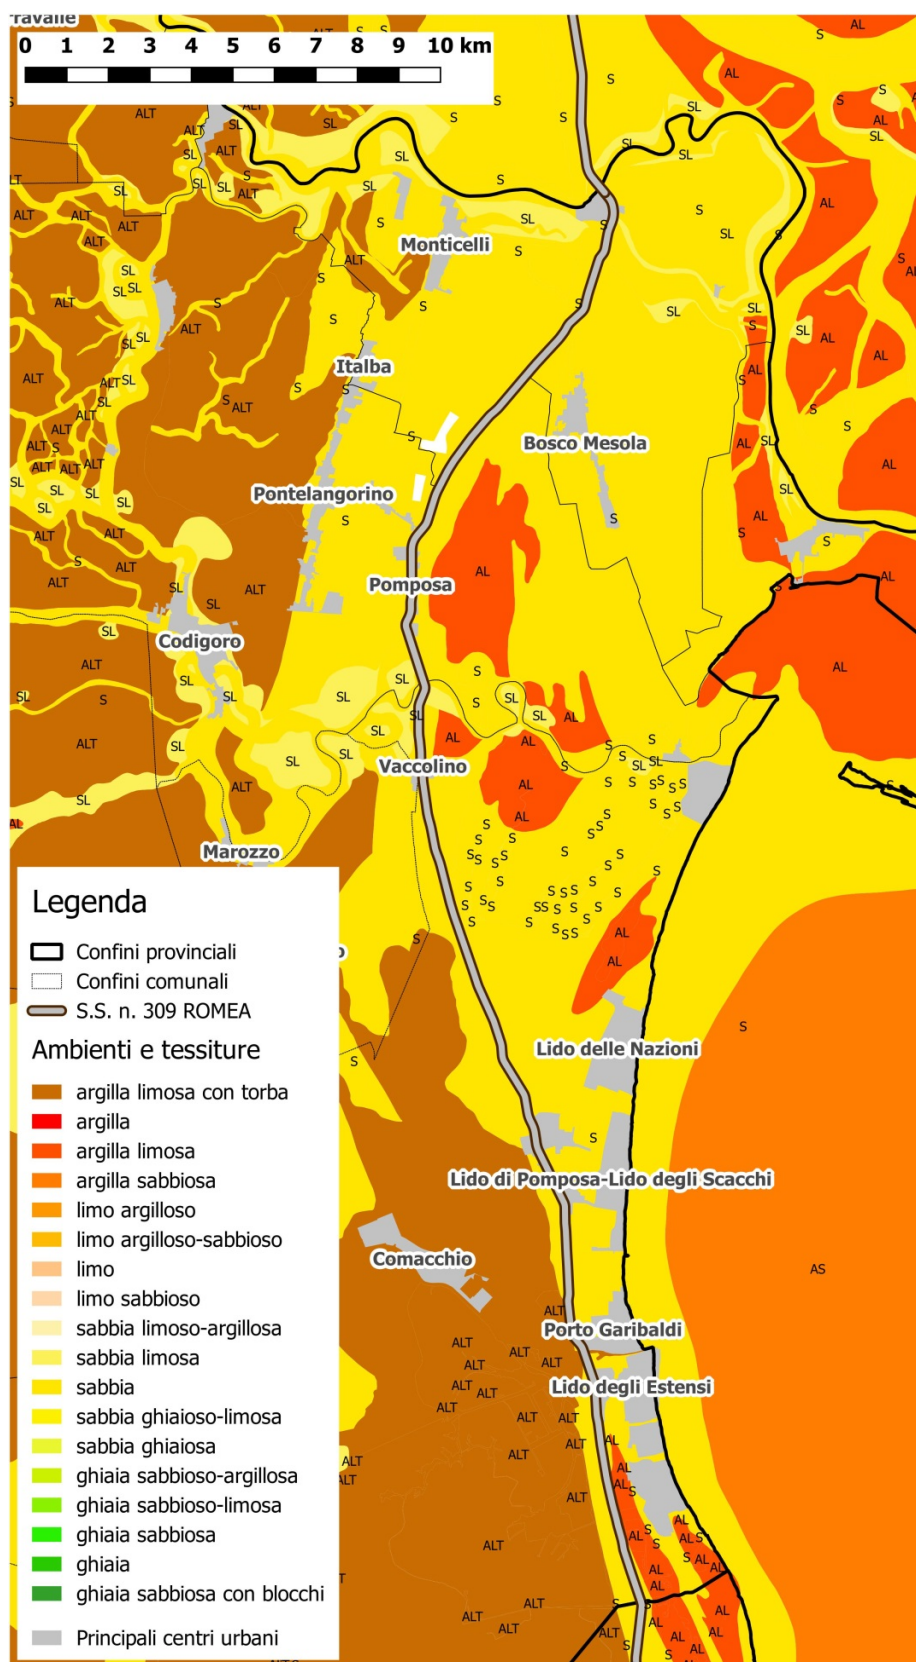 0 1 2 3 4 5 6 7 8 9 10 km
Monticelli
Italba
Bosco Mesola
Pontelangorino
Pomposa
Codigoro
Vaccolino
Marozzo
Legenda
Confini provinciali
Confini comunali
S.S. n. 309 ROMEA
Ambienti e tessiture
argilla limosa con torba
argilla
argilla limosa
argilla sabbiosa
limo argilloso
limo argilloso-sabbioso
limo
limo sabbioso
sabbia limoso-argillosa
sabbia limosa
sabbia
sabbia ghiaioso-limosa
sabbia ghiaiosa
ghiaia sabbioso-argillosa
ghiaia sabbioso-limosa
ghiaia sabbiosa
ghiaia
ghiaia sabbiosa con blocchi
Principali centri urbani
Lido delle Nazioni
Lido di Pomposa-Lido degli Scacchi
Comacchio
Porto Garibaldi
Lido degli Estensi
ALT
SL
S
AL
AS